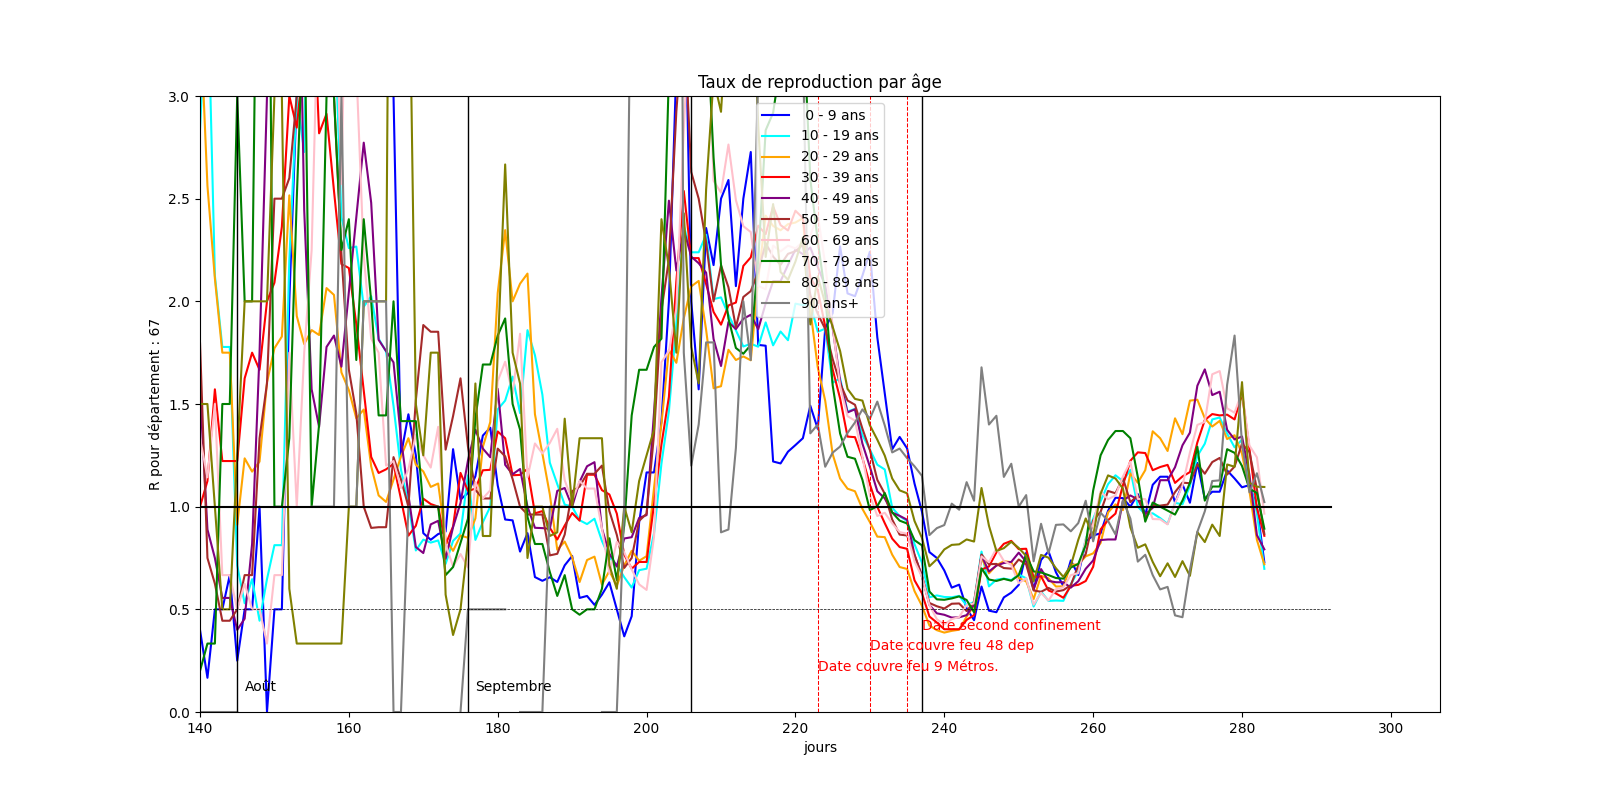 Taux de reproduction par âge
R pour département : 67
3.0
2.5
2.0
1.5
1.0
0.5
0.0
0 - 9 ans
10 - 19 ans
20 - 29 ans
30 - 39 ans
40 - 49 ans
50 - 59 ans
60 - 69 ans
70 - 79 ans
80 - 89 ans
90 ans+
Date second confinement
Date couvre feu 48 dep
Date couvre feu 9 Métros.
Août
Septembre
140
160
180
200
220
240
260
280
300
jours